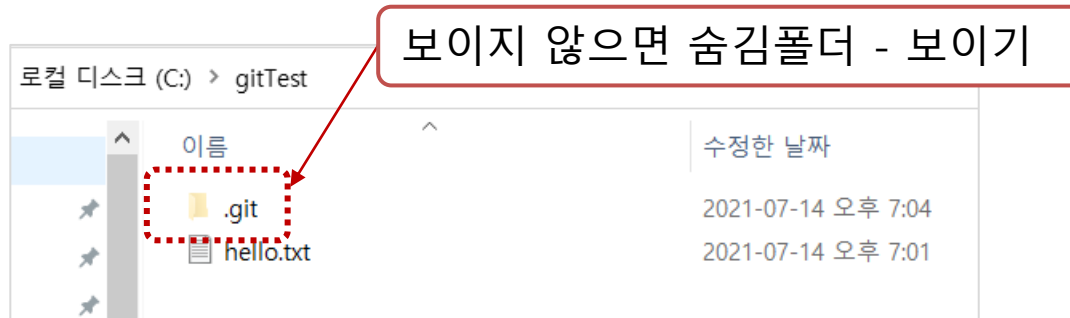 보이지 않으면 숨김폴더 - 보이기
로컬 디스크 (C:) > gitTest
이름 수정한 날짜
.git 2021-07-14 오후 7:04
hello.txt 2021-07-14 오후 7:01